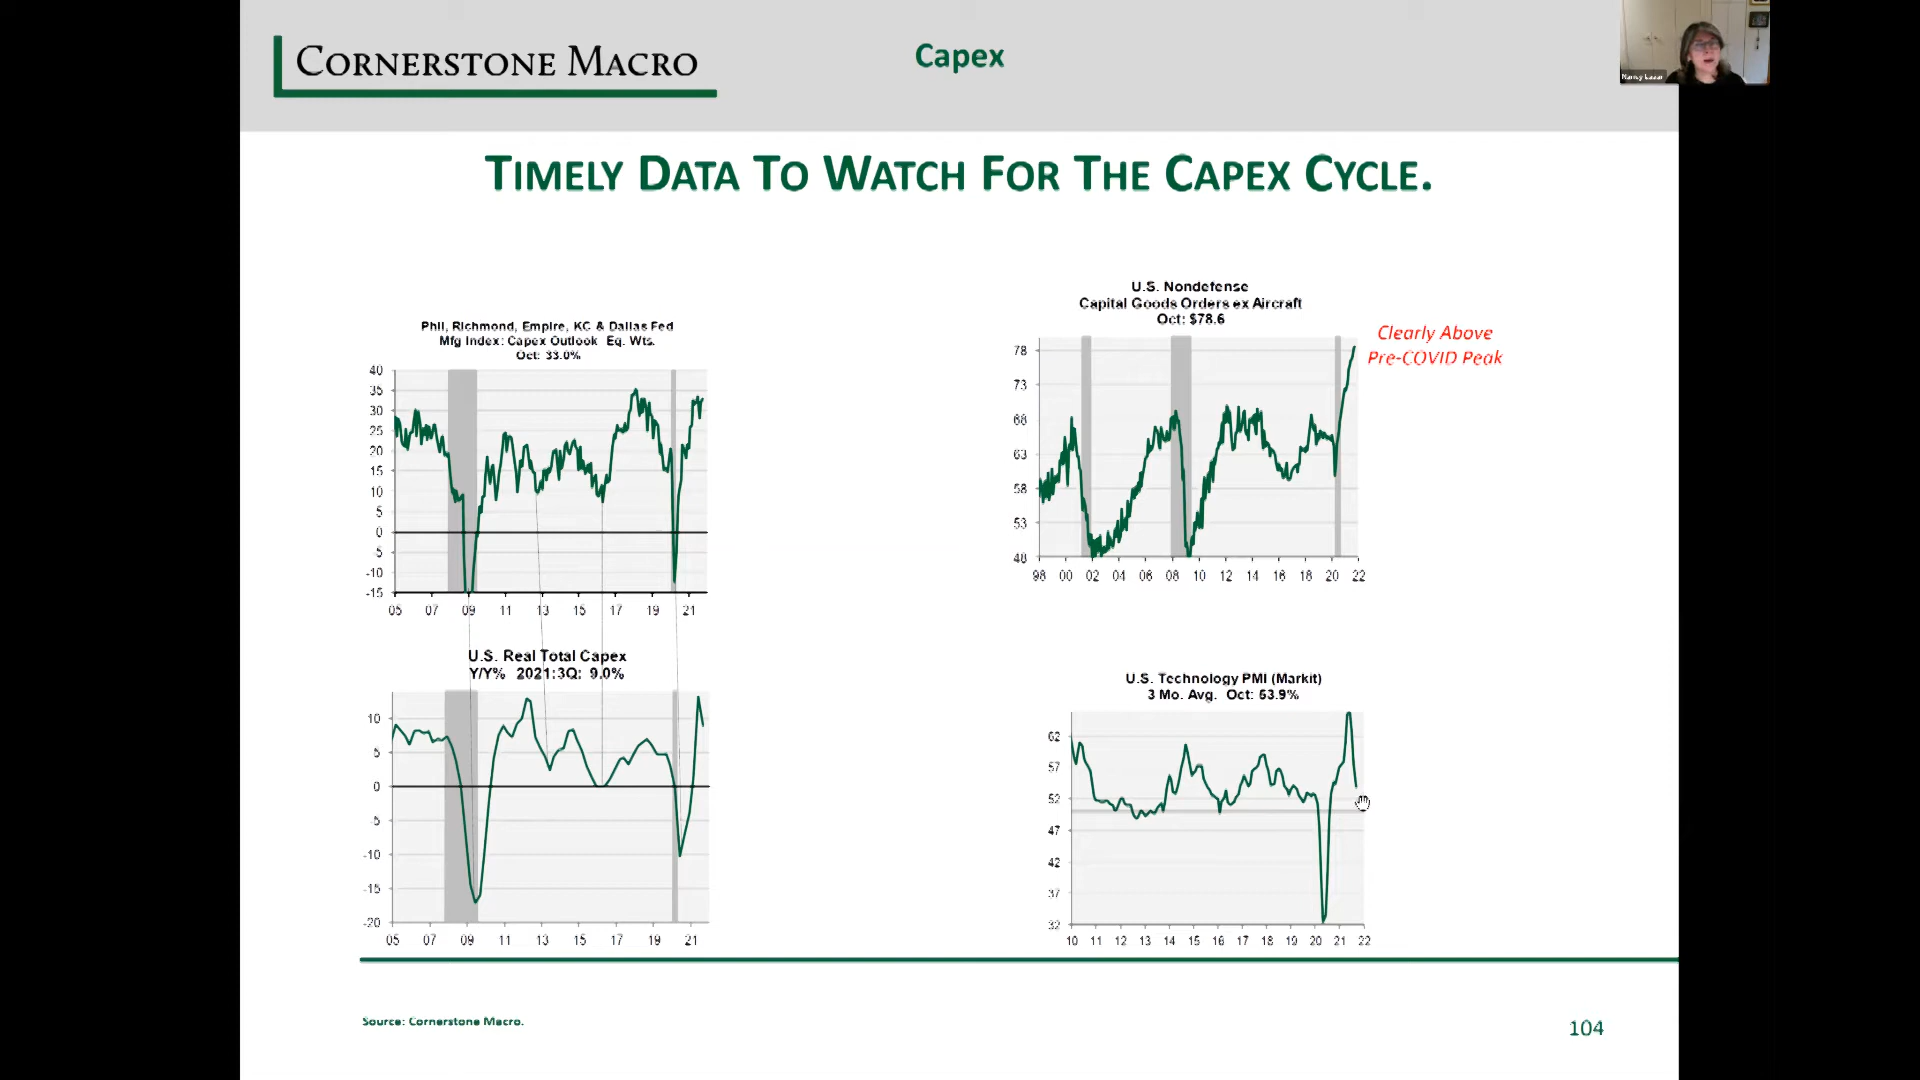 CORNERSTONE MACRO
Capex
Nancy Lazar
TIMELY DATA TO WATCH FOR THE CAPEX CYCLE.
Phil, Richmond, Empire, KC & Dallas Fed
Mfg Index: Capex Outlook Eq. Wts.
Oct: 33.0%
40
35
30
25
20
15
10
5
0
-5
-10
-15
05 07 09 11 13 15 17 19 21
U.S. Nondefense
Capital Goods Orders ex Aircraft
Oct: $78.6
Clearly Above
Pre-COVID Peak
78
73
68
63
58
53
48
98 00 02 04 06 08 10 12 14 16 18 20 22
U.S. Real Total Capex
Y/Y% 2021:3Q: 9.0%
10
5
0
-5
-10
-15
-20
05 07 09 11 13 15 17 19 21
U.S. Technology PMI (Markit)
3 Mo. Avg. Oct: 53.9%
62
57
52
47
42
37
32
10 11 12 13 14 15 16 17 18 19 20 21 22
Source: Cornerstone Macro.
104